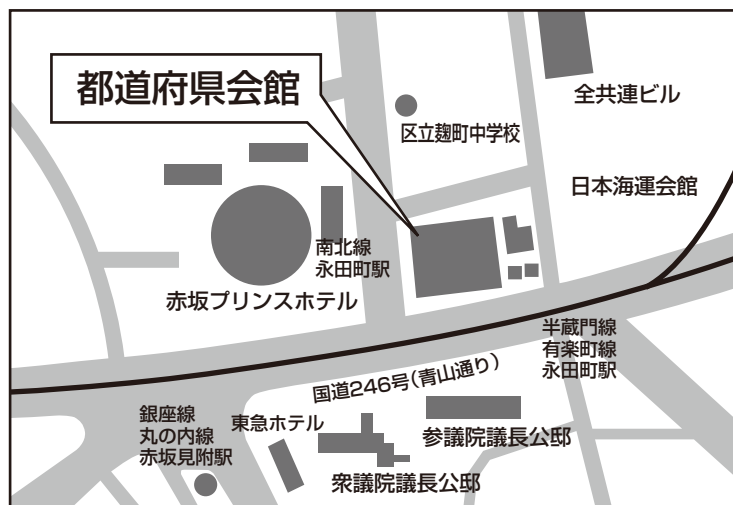 都道府県会館
全共連ビル
区立麹町中学校
日本海運会館
南北線
永田町駅
赤坂プリンスホテル
半蔵門線
有楽町線
永田町駅
国道246号(青山通り)
銀座線
丸の内線
赤坂見附駅
東急ホテル
参議院議長公邸
衆議院議長公邸